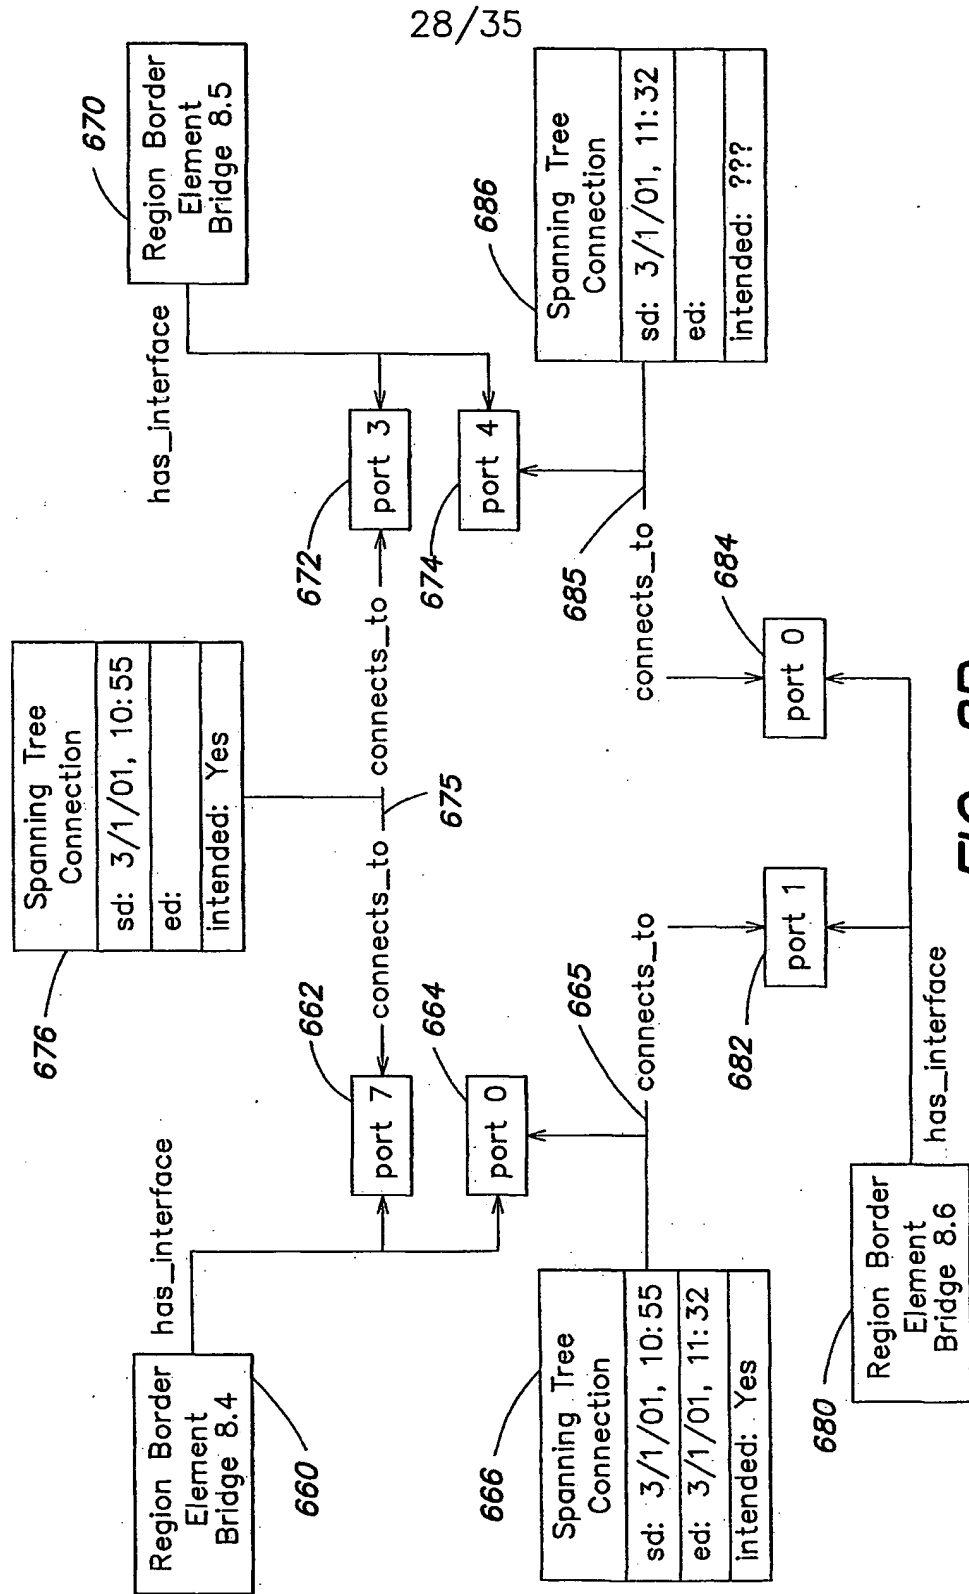 28/35
Region Border
Element
Bridge 8.4
660
has_interface
662
port 7
664
port 0
Spanning Tree
Connection
sd: 3/1/01, 10:55
ed:
intended: Yes
676
connects_to
connects_to
675
Region Border
Element
Bridge 8.5
670
has_interface
672
port 3
674
port 4
Spanning Tree
Connection
sd: 3/1/01, 10:55
ed: 3/1/01, 11:32
intended: Yes
666
665
connects_to
682
port 1
Spanning Tree
Connection
sd: 3/1/01, 11:32
ed:
intended: ???
686
685
connects_to
684
port 0
Region Border
Element
Bridge 8.6
680
has_interface